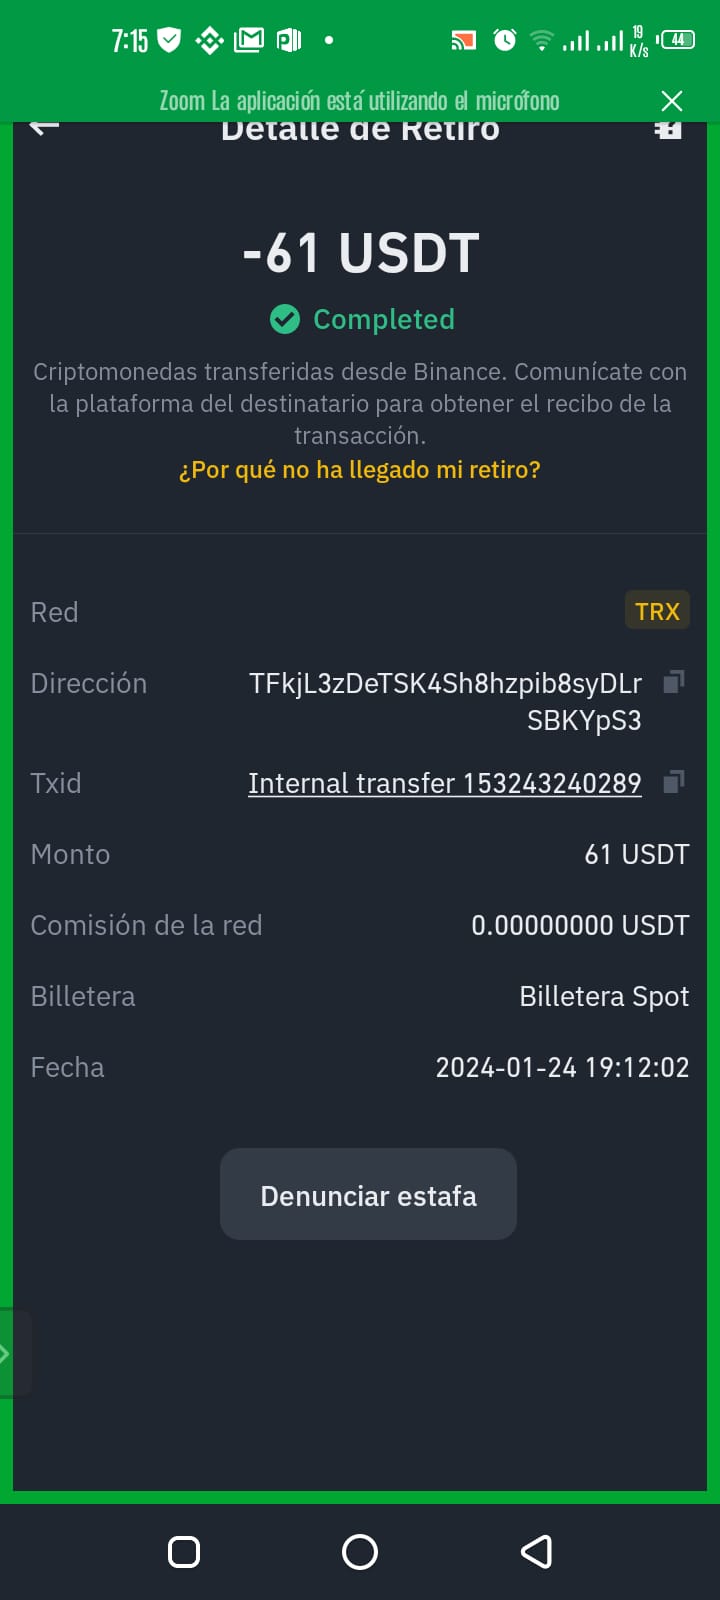 7:15
19
K/s
44
Zoom La aplicación está utilizando el micrófono
Detalle de Retiro
-61 USDT
Completed
Criptomonedas transferidas desde Binance. Comunícate con
la plataforma del destinatario para obtener el recibo de la
transacción.
¿Por qué no ha llegado mi retiro?
Red TRX
Dirección TFkjL3zDeTSK4Sh8hzpib8syDLr
SBKYpS3
Txid Internal transfer 153243240289
Monto 61 USDT
Comisión de la red 0.00000000 USDT
Billetera Billetera Spot
Fecha 2024-01-24 19:12:02
Denunciar estafa